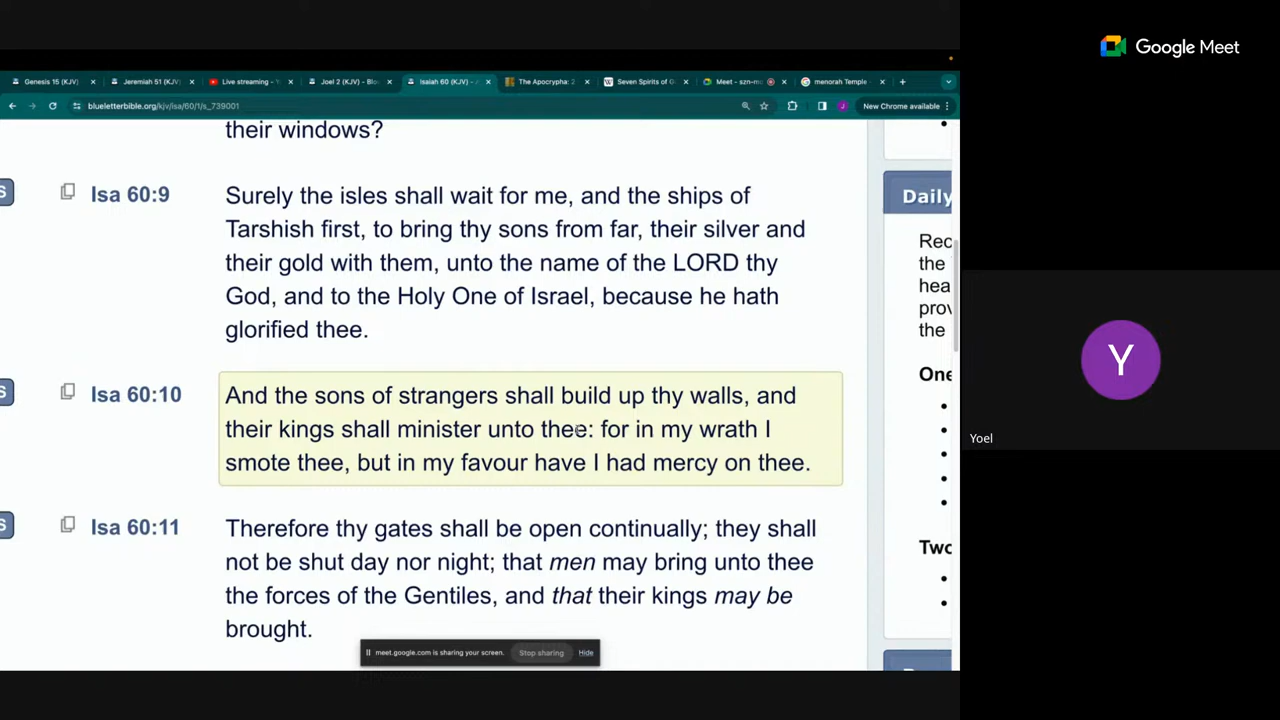 Google Meet
Genesis 15 (KJV)
Jeremiah 51 (KJV)
Live streaming -
Joel 2 (KJV) - Blu
Isaiah 60 (KJV) -
The Apocrypha: 2
Seven Spirits of G
Meet - szn-m
menorah Temple -
blueletterbible.org/kjv/isa/60/1/s_739001
New Chrome available
their windows?
S
Isa 60:9
Surely the isles shall wait for me, and the ships of
Tarshish first, to bring thy sons from far, their silver and
their gold with them, unto the name of the LORD thy
God, and to the Holy One of Israel, because he hath
glorified thee.
S
Isa 60:10
And the sons of strangers shall build up thy walls, and
their kings shall minister unto thee: for in my wrath I
smote thee, but in my favour have I had mercy on thee.
S
Isa 60:11
Therefore thy gates shall be open continually; they shall
not be shut day nor night; that men may bring unto thee
the forces of the Gentiles, and that their kings may be
brought.
Daily
Rec
the
hea
prov
the
One
Two
meet.google.com is sharing your screen.
Stop sharing
Hide
Y
Yoel